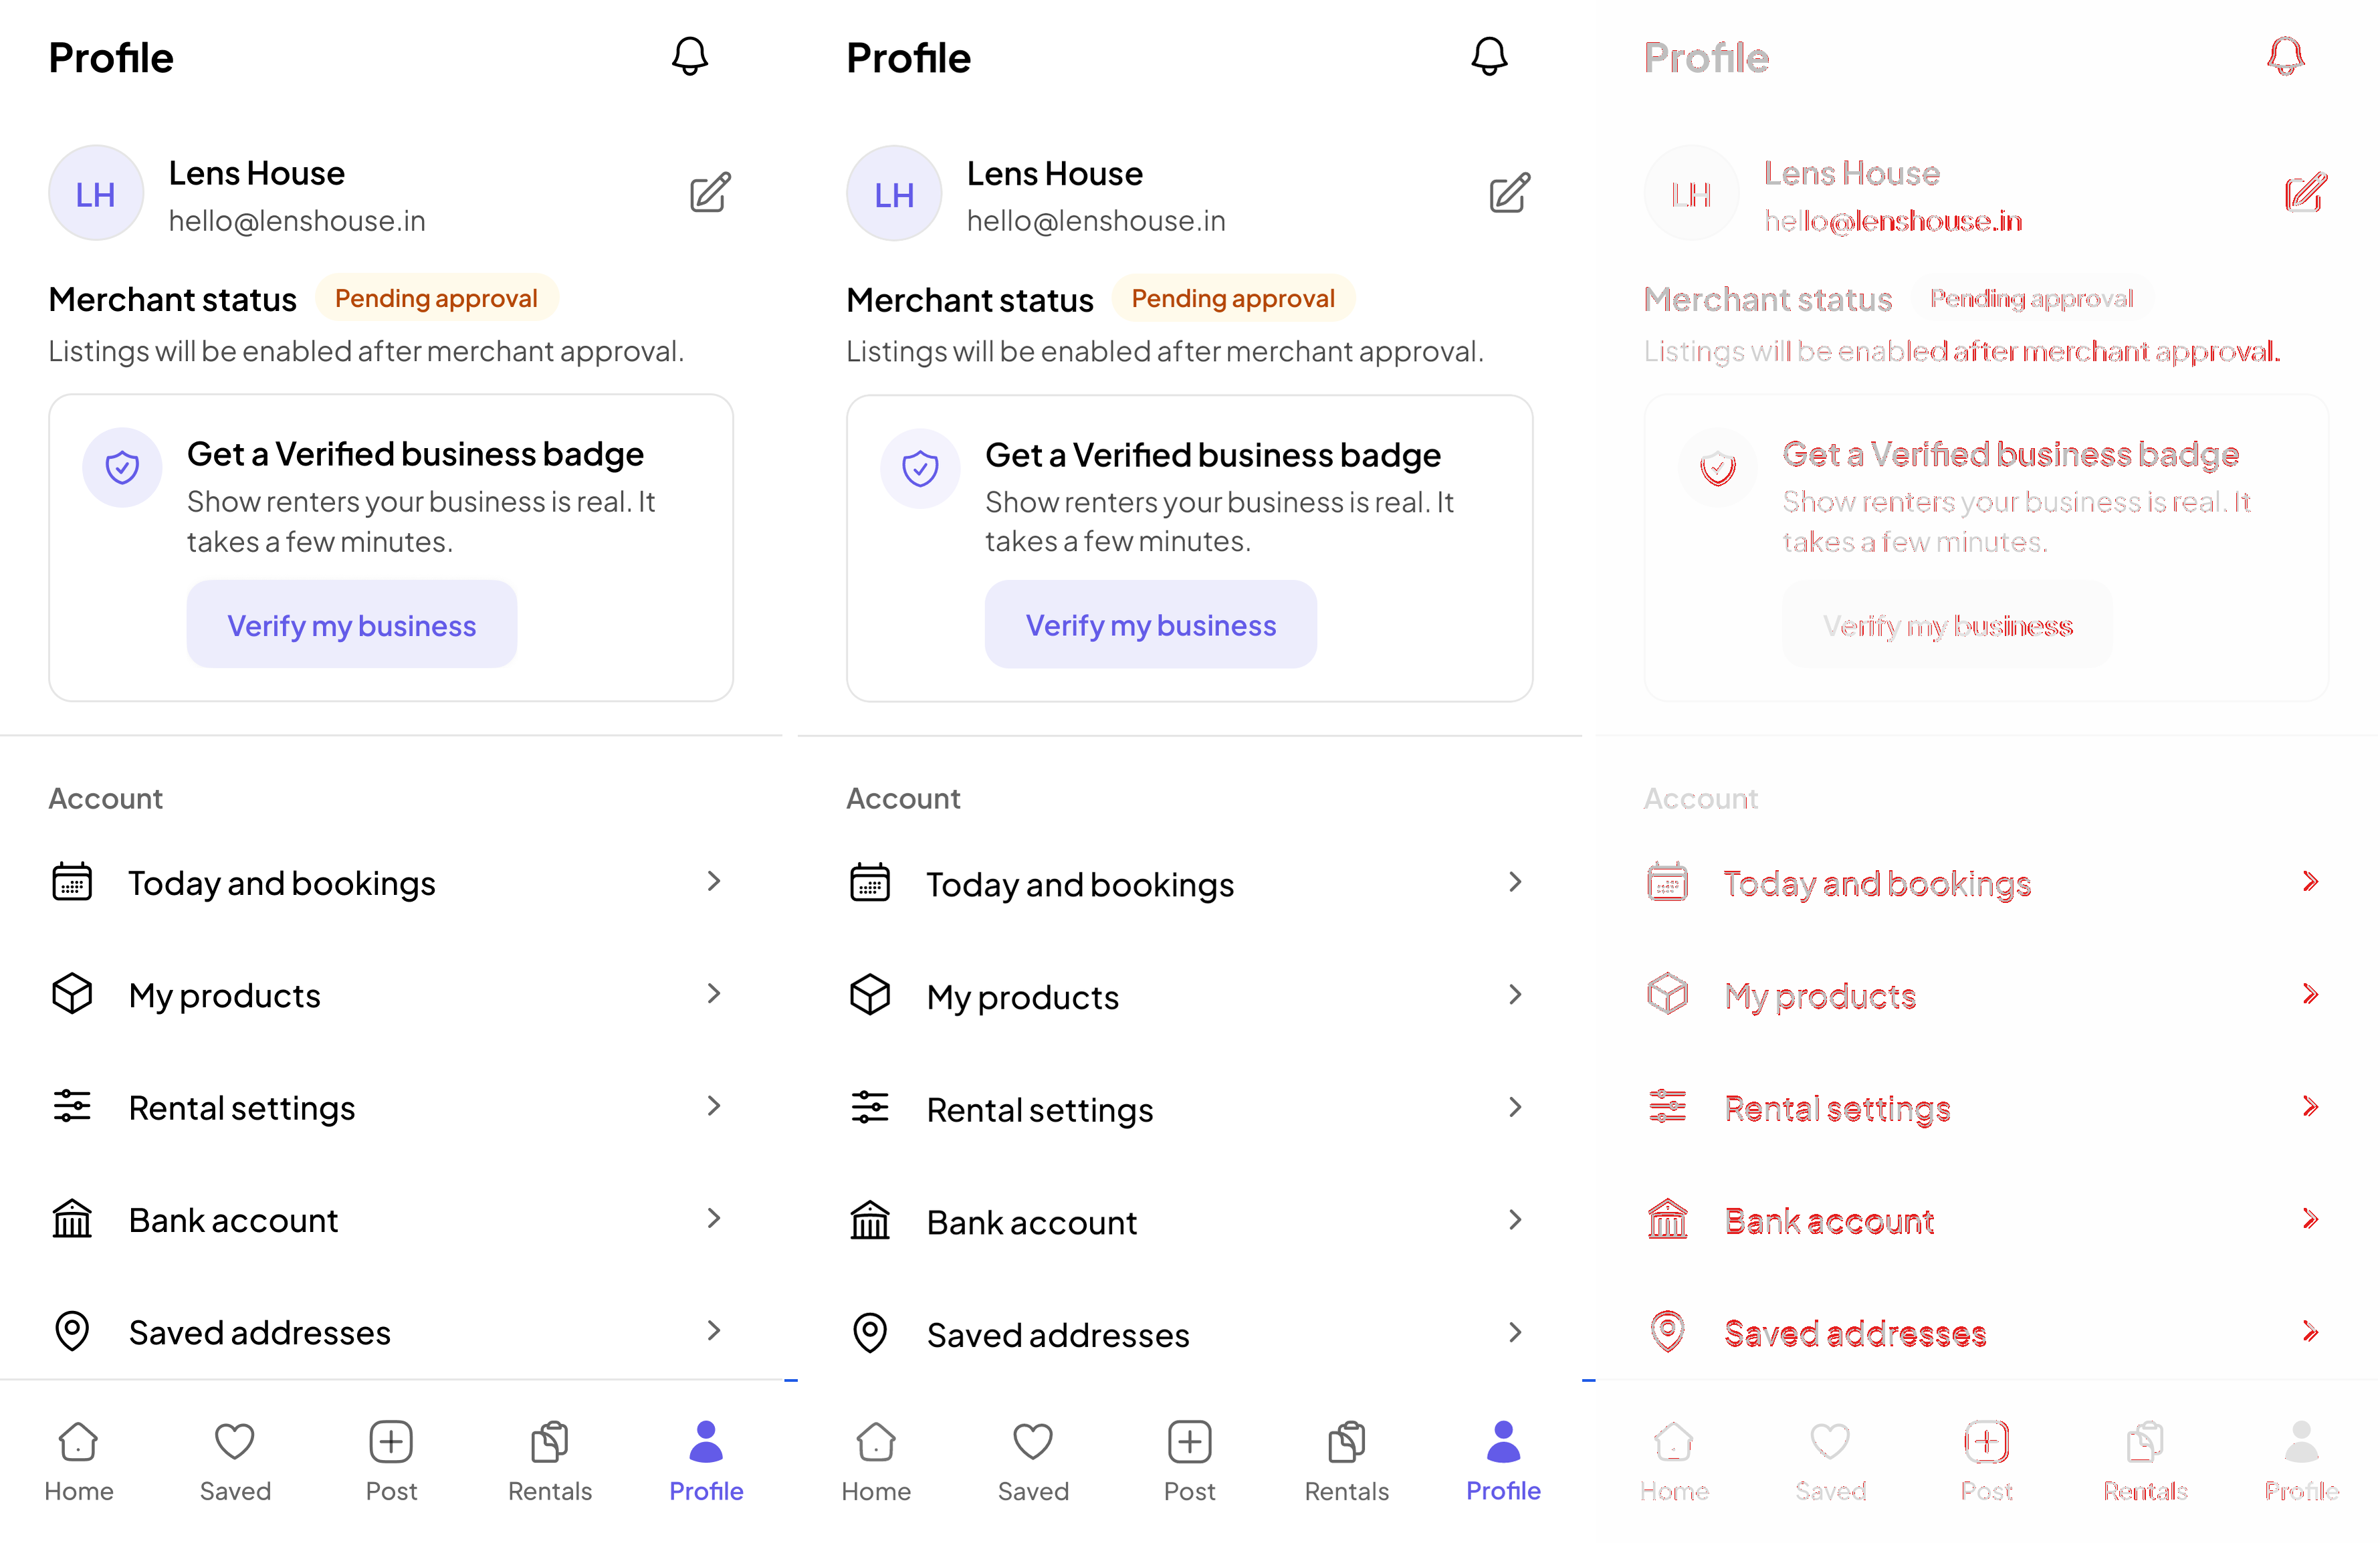 Profile
LH
Lens House
hello@lenshouse.in
Merchant status Pending approval
Listings will be enabled after merchant approval.
Get a Verified business badge
Show renters your business is real. It
takes a few minutes.
Verify my business
Account
Today and bookings
My products
Rental settings
Bank account
Saved addresses
Home Saved Post Rentals Profile
Profile
LH
Lens House
hello@lenshouse.in
Merchant status Pending approval
Listings will be enabled after merchant approval.
Get a Verified business badge
Show renters your business is real. It
takes a few minutes.
Verify my business
Account
Today and bookings
My products
Rental settings
Bank account
Saved addresses
Home Saved Post Rentals Profile
Profile
LH
Lens House
hello@lenshouse.in
Merchant status Pending approval
Listings will be enabled after merchant approval.
Get a Verified business badge
Show renters your business is real. It
takes a few minutes.
Verify my business
Account
Today and bookings
My products
Rental settings
Bank account
Saved addresses
Home Saved Post Rentals Profile